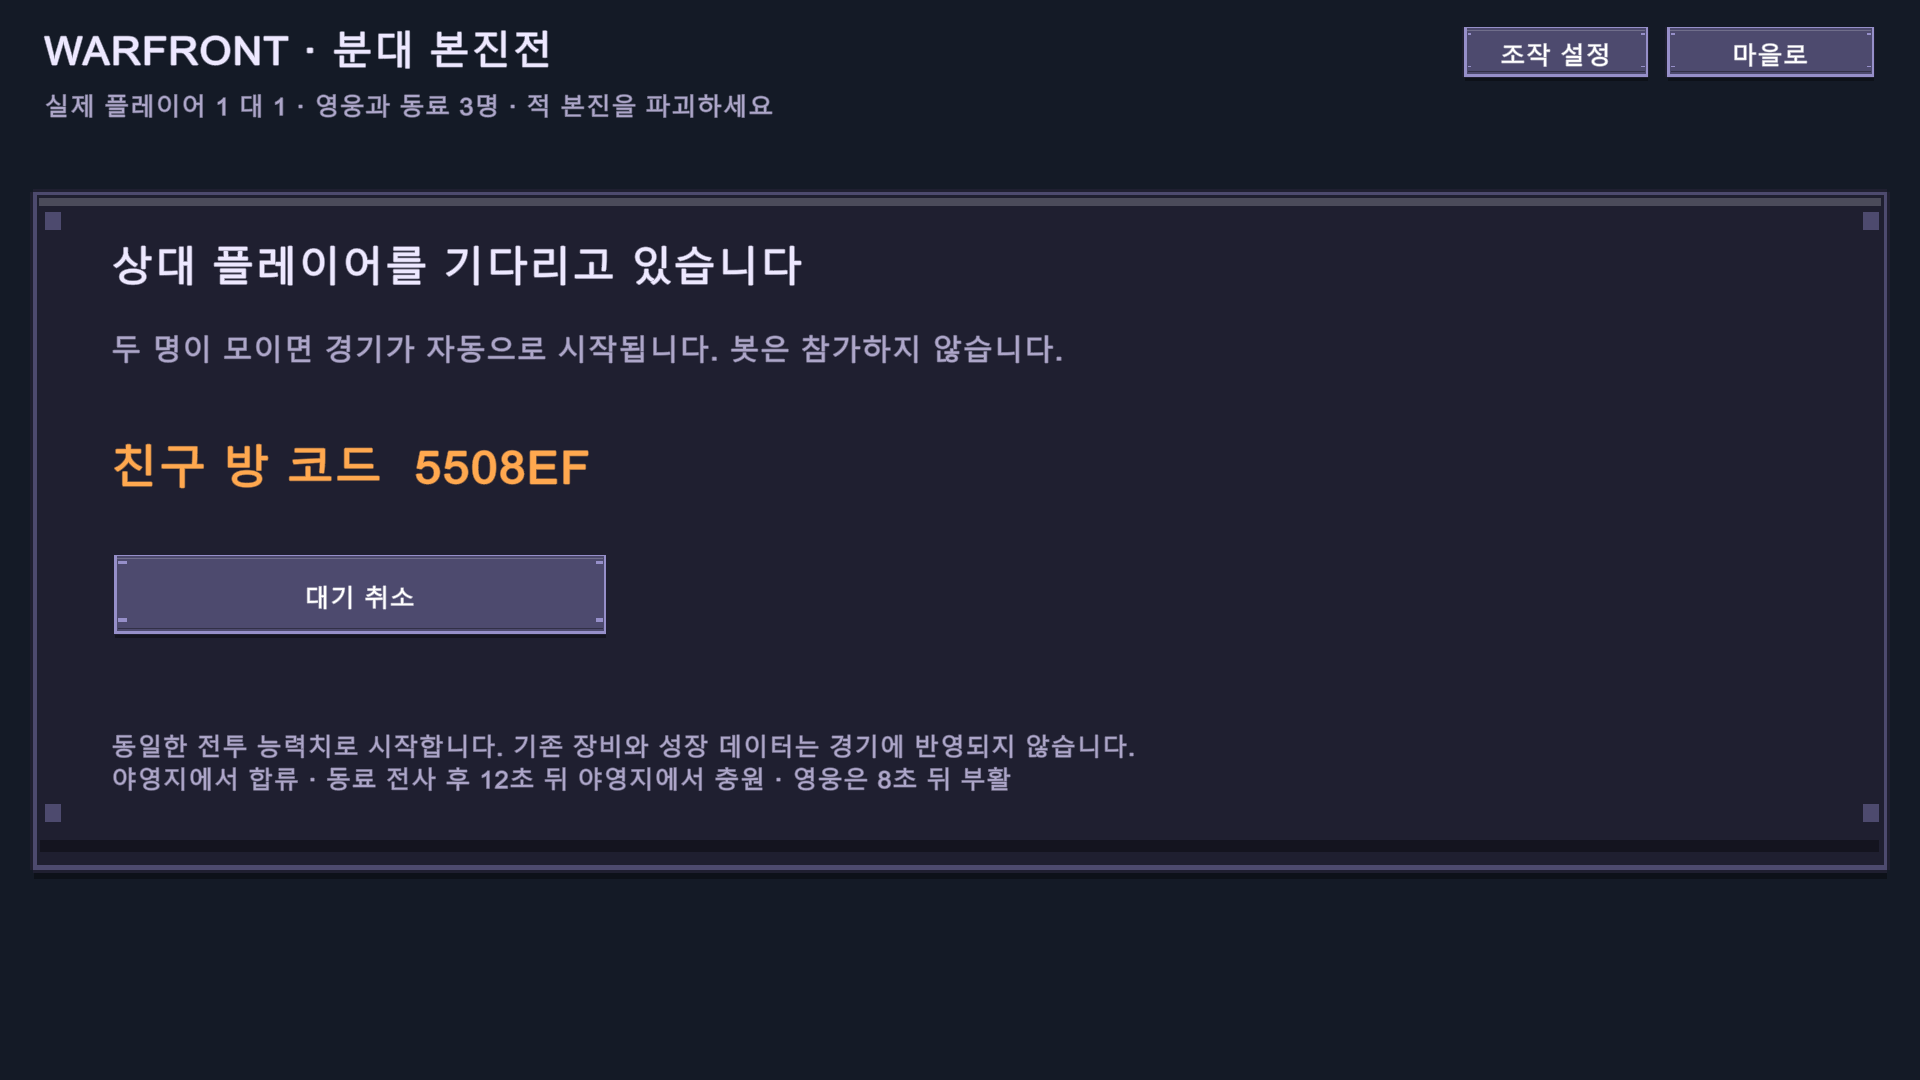 WARFRONT · 분대 본진전
조작 설정
마을로
실제 플레이어 1 대 1 · 영웅과 동료 3명 · 적 본진을 파괴하세요
상대 플레이어를 기다리고 있습니다
두 명이 모이면 경기가 자동으로 시작됩니다. 봇은 참가하지 않습니다.
친구 방 코드 5508EF
대기 취소
동일한 전투 능력치로 시작합니다. 기존 장비와 성장 데이터는 경기에 반영되지 않습니다.
야영지에서 합류 · 동료 전사 후 12초 뒤 야영지에서 충원 · 영웅은 8초 뒤 부활